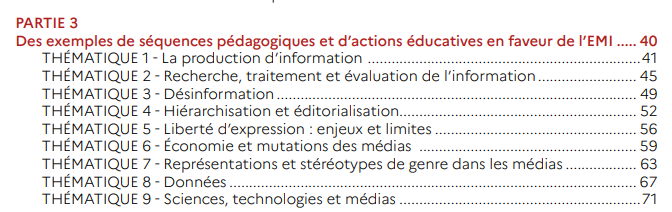 PARTIE 3
Des exemples de séquences pédagogiques et d’actions éducatives en faveur de l’EMI ..... 40
THÉMATIQUE 1 - La production d’information ........................................................ 41
THÉMATIQUE 2 - Recherche, traitement et évaluation de l’information ..................... 45
THÉMATIQUE 3 - Désinformation ........................................................................ 49
THÉMATIQUE 4 - Hiérarchisation et éditorialisation................................................ 52
THÉMATIQUE 5 - Liberté d’expression : enjeux et limites ......................................... 56
THÉMATIQUE 6 - Économie et mutations des médias ............................................ 59
THÉMATIQUE 7 - Représentations et stéréotypes de genre dans les médias ............... 63
THÉMATIQUE 8 - Données ................................................................................. 67
THÉMATIQUE 9 - Sciences, technologies et médias ................................................ 71